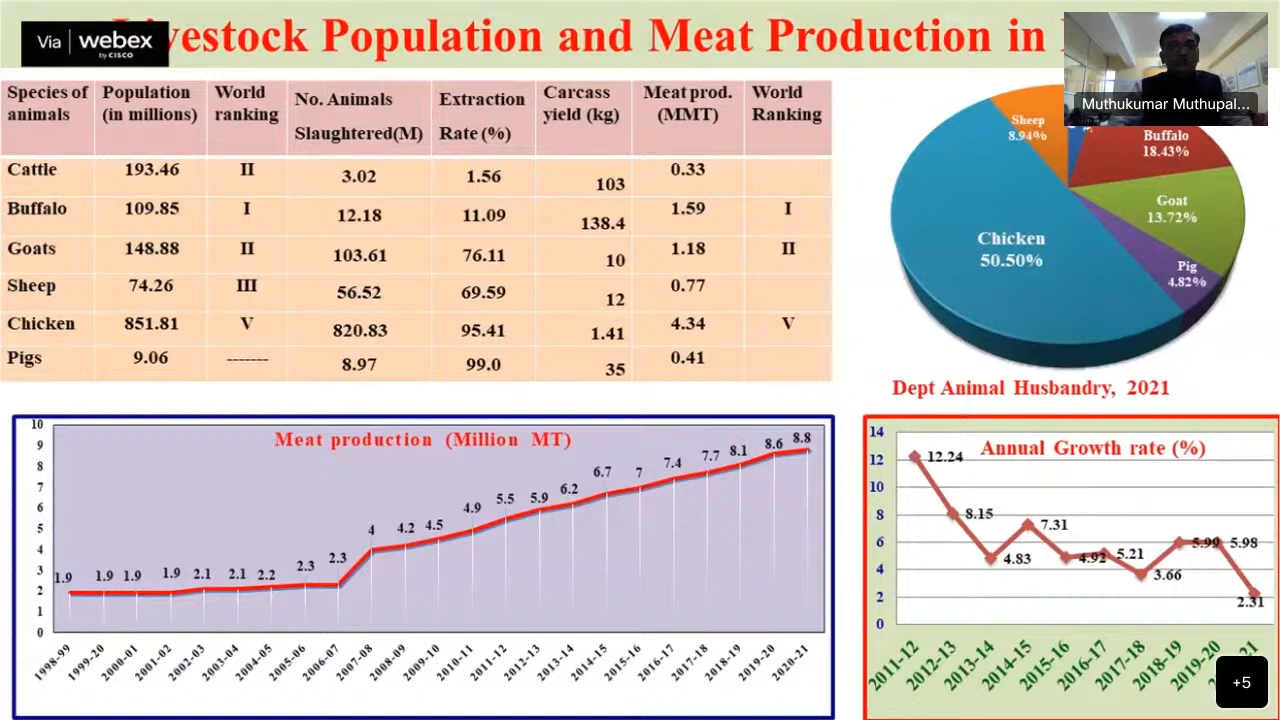 Via webex
by CISCO
vestock Population and Meat Production in
Muthukumar Muthupal...
Species of animals Population (in millions) World ranking No. Animals Slaughtered(M) Extraction Rate (%) Carcass yield (kg) Meat prod. (MMT) World Ranking
Cattle 193.46 II 3.02 1.56 103 0.33
Buffalo 109.85 I 12.18 11.09 138.4 1.59 I
Goats 148.88 II 103.61 76.11 10 1.18 II
Sheep 74.26 III 56.52 69.59 12 0.77
Chicken 851.81 V 820.83 95.41 1.41 4.34 V
Pigs 9.06 ------- 8.97 99.0 35 0.41
Sheep
8.94%
Buffalo
18.43%
Goat
13.72%
Pig
4.82%
Chicken
50.50%
Dept Animal Husbandry, 2021
Meat production (Million MT)
10
9
8
7
6
5
4
3
2
1
0
1.9 1.9 1.9 1.9 2.1 2.1 2.2 2.3 2.3 4 4.2 4.5 4.9 5.5 5.9 6.2 6.7 7 7.4 7.7 8.1 8.6 8.8
1998-99 1999-20 2000-01 2001-02 2002-03 2003-04 2004-05 2005-06 2006-07 2007-08 2008-09 2009-10 2010-11 2011-12 2012-13 2013-14 2014-15 2015-16 2016-17 2017-18 2018-19 2019-20 2020-21
Annual Growth rate (%)
14
12
10
8
6
4
2
0
12.24 8.15 4.83 7.31 4.92 5.21 3.66 5.99 5.98 2.31
2011-12 2012-13 2013-14 2014-15 2015-16 2016-17 2017-18 2018-19 2019-20 21
+5